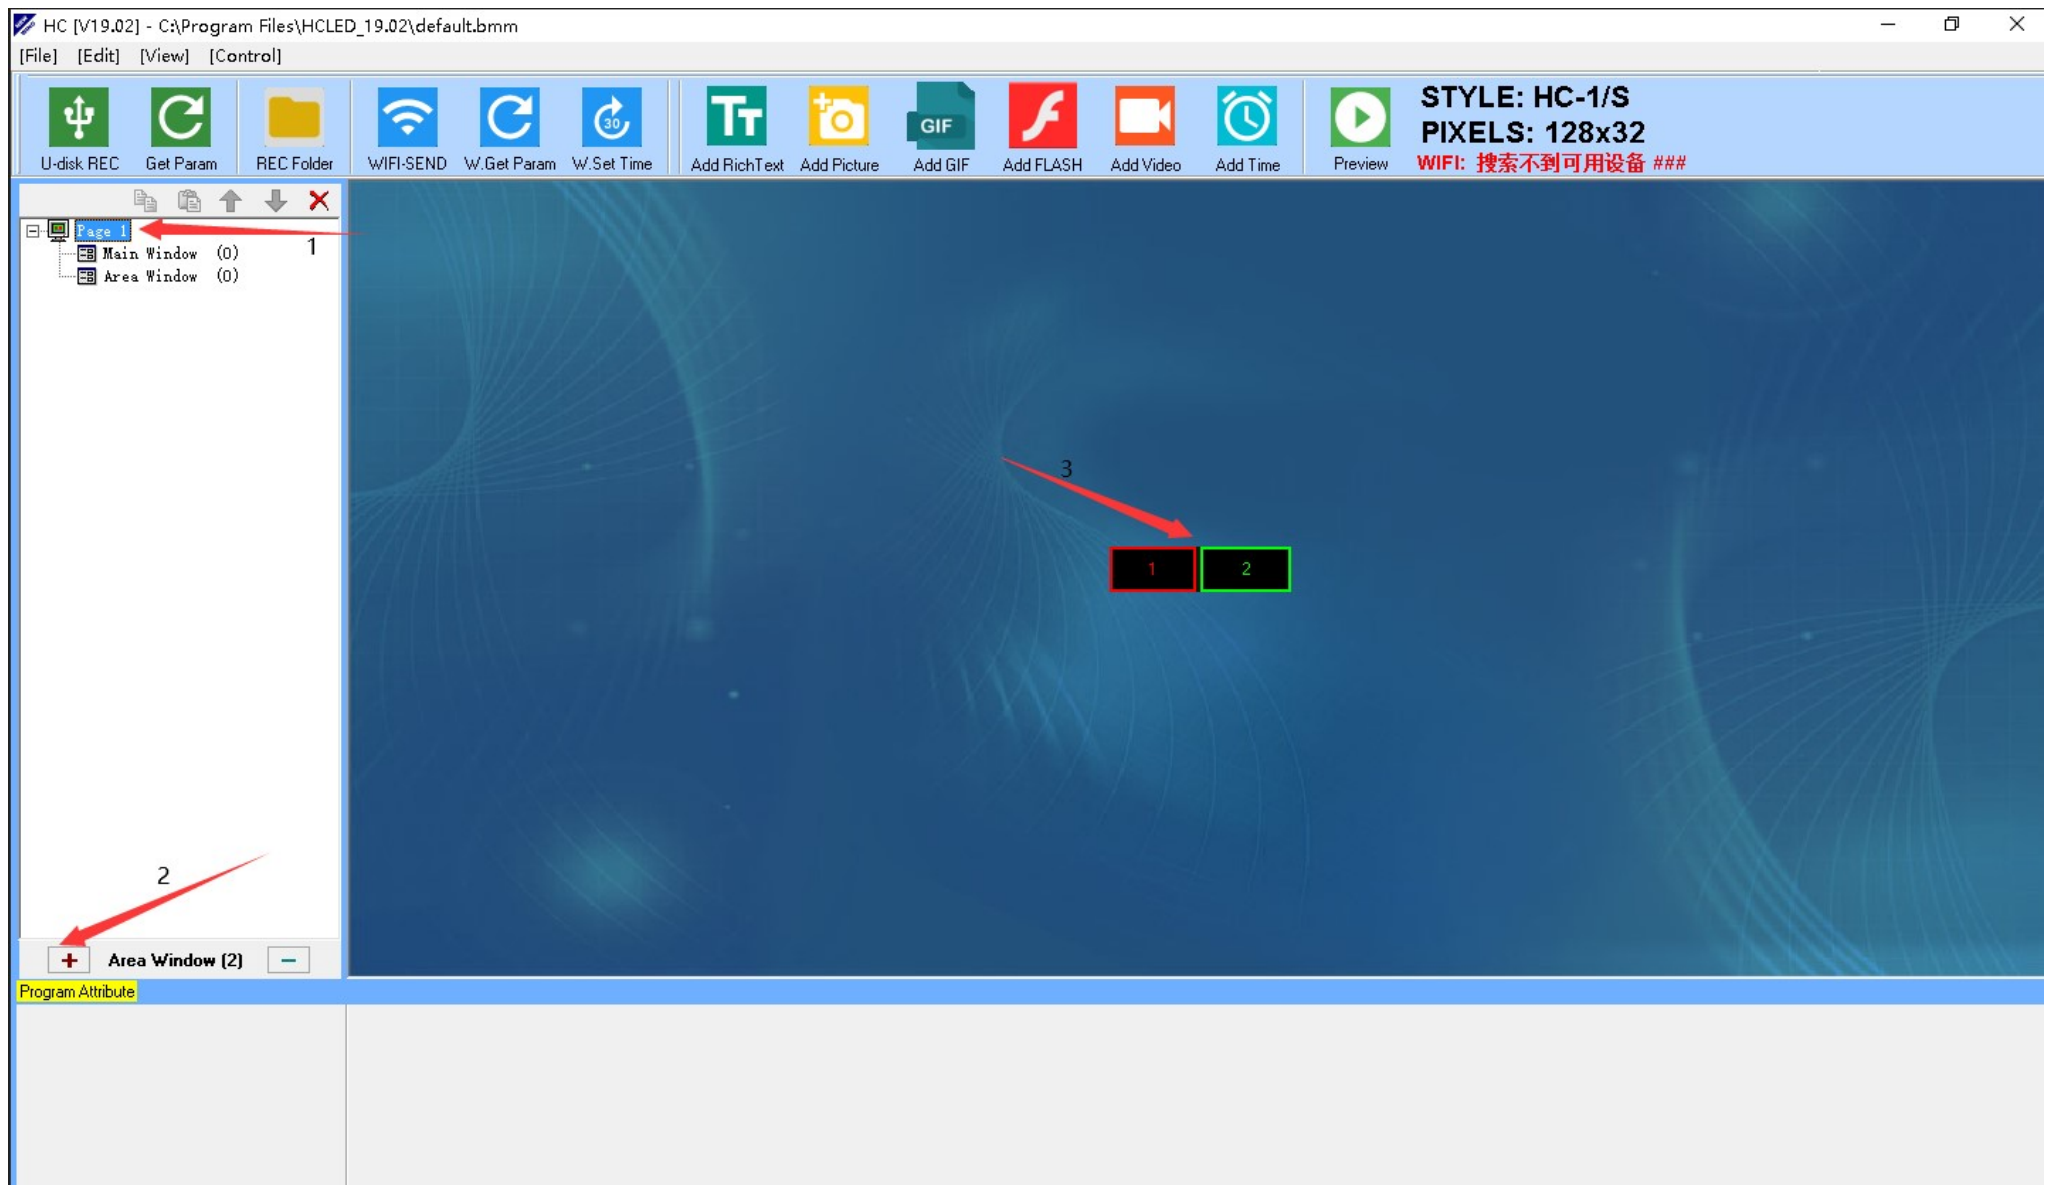 HC [V19.02] - C:\Program Files\HCLED_19.02\default.bmm
[File] [Edit] [View] [Control]
U-disk REC Get Param REC Folder WIFI-SEND W.Get Param W.Set Time Add RichText Add Picture GIF Add GIF Add FLASH Add Video Add Time Preview
30
STYLE: HC-1/S
PIXELS: 128x32
WIFI: 搜索不到可用设备 ###
Page 1
1
Main Window (0)
Area Window (0)
3
1 2
2
+ Area Window (2) −
Program Attribute